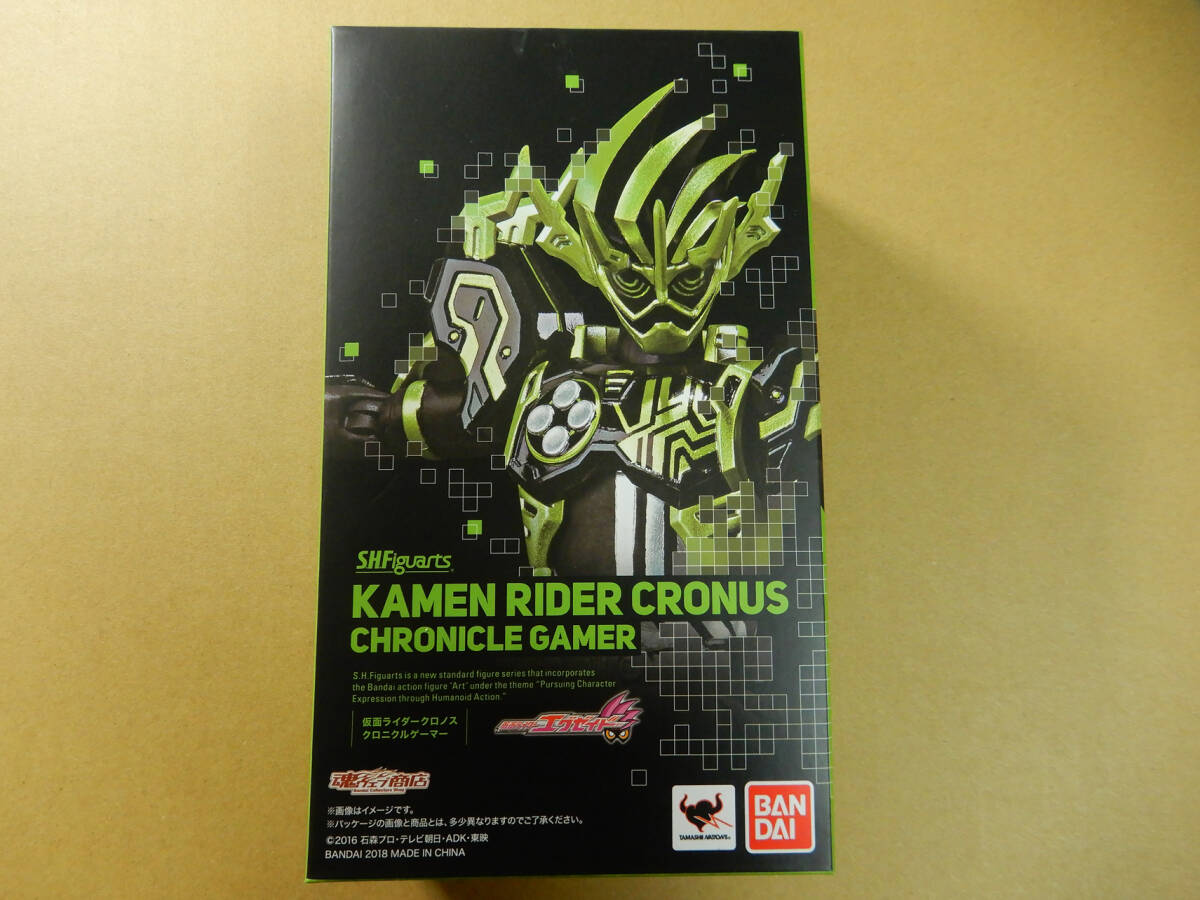 S.H.Figuarts
KAMEN RIDER CRONUS
CHRONICLE GAMER
S.H.Figuarts is a new standard figure series that incorporates
the Bandai action figure "Art" under the theme "Pursuing Character
Expression through Humanoid Action."
仮面ライダークロノス
クロニクルゲーマー
仮面ライダーエグゼイド
魂ウェブ商店
Bandai Collectors Shop
※画像はイメージです。
※パッケージの画像と商品とは、多少異なりますのでご了承ください。
©2016 石森プロ・テレビ朝日・ADK・東映
BANDAI 2018 MADE IN CHINA
TAMASHII NATIONS
BAN
DAI